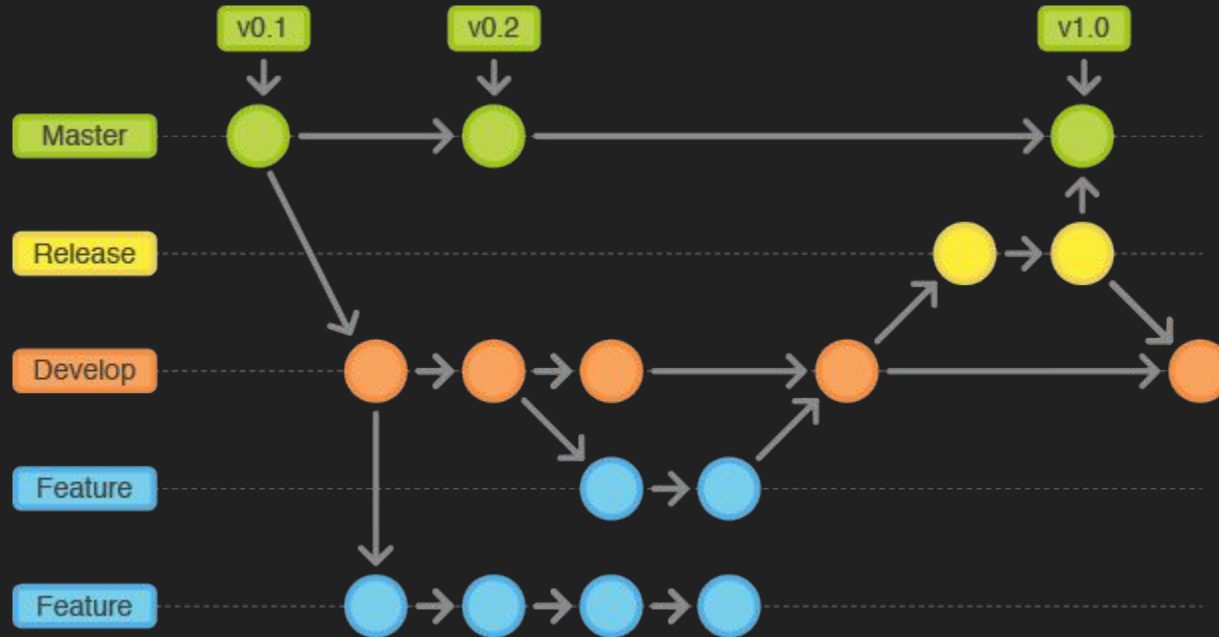 v0.1
v0.2
v1.0
Master
Release
Develop
Feature
Feature